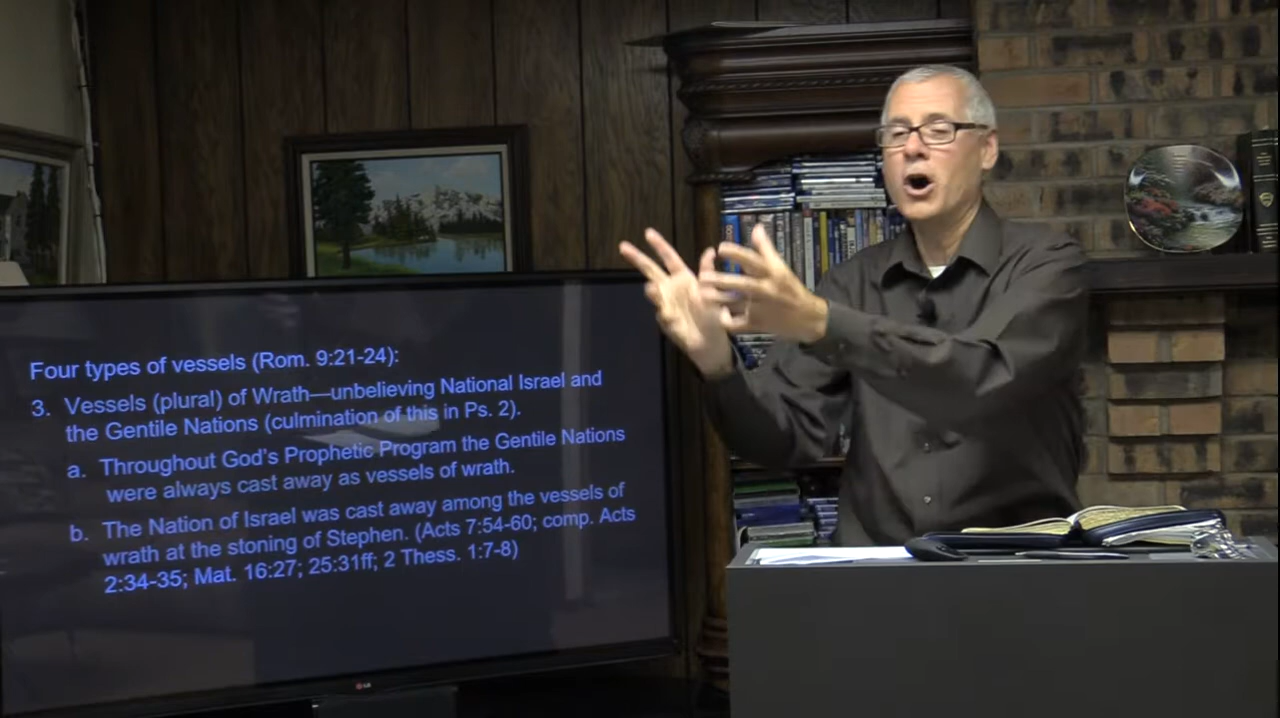 Four types of vessels (Rom. 9:21-24):
3. Vessels (plural) of Wrath—unbelieving National Israel and
the Gentile Nations (culmination of this in Ps. 2).
a. Throughout God's Prophetic Program the Gentile Nations
were always cast away as vessels of wrath.
b. The Nation of Israel was cast away among the vessels of
wrath at the stoning of Stephen. (Acts 7:54-60; comp. Acts
2:34-35; Mat. 16:27; 25:31ff; 2 Thess. 1:7-8)
LG